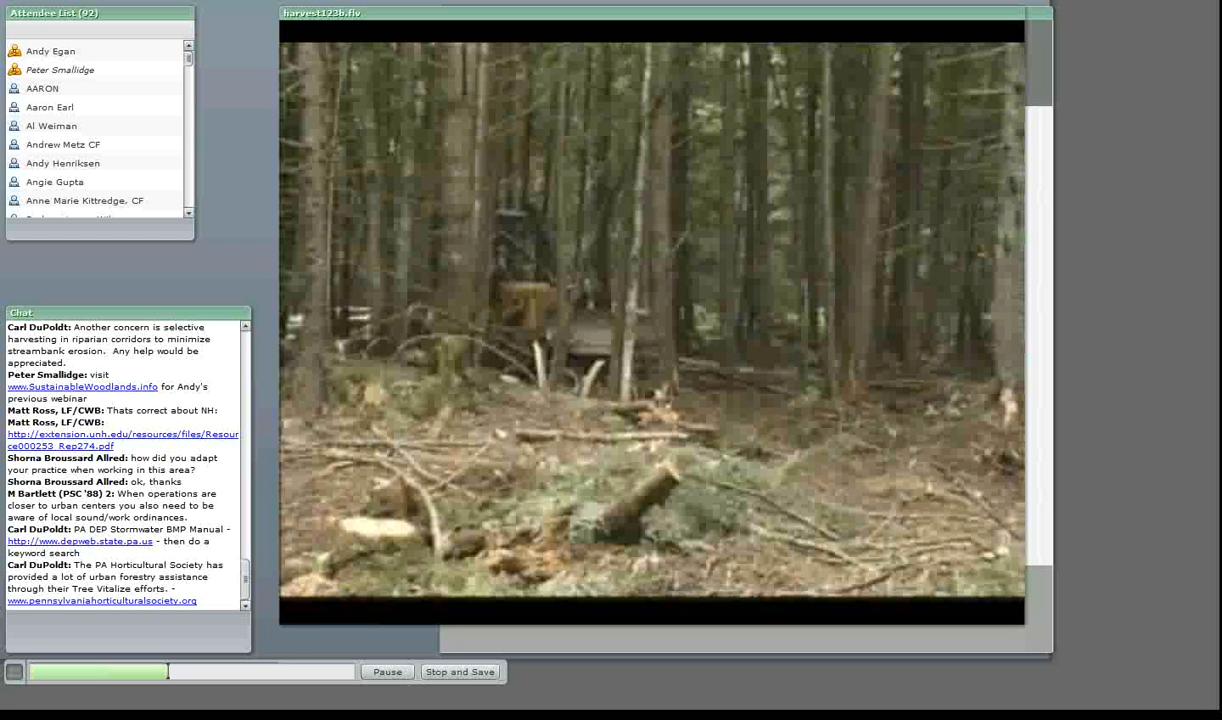 Attendee List (92)
Andy Egan
Peter Smallidge
AARON
Aaron Earl
Al Weiman
Andrew Metz CF
Andy Henriksen
Angie Gupta
Anne Marie Kittredge, CF
harvest123b.flv
Chat
Carl DuPoldt: Another concern is selective
harvesting in riparian corridors to minimize
streambank erosion. Any help would be
appreciated.
Peter Smallidge: visit
www.SustainableWoodlands.info for Andy's
previous webinar
Matt Ross, LF/CWB: Thats correct about NH:
Matt Ross, LF/CWB:
http://extension.unh.edu/resources/files/Resour
ce000253_Rep274.pdf
Shorna Broussard Allred: how did you adapt
your practice when working in this area?
Shorna Broussard Allred: ok, thanks
M Bartlett (PSC '88) 2: When operations are
closer to urban centers you also need to be
aware of local sound/work ordinances.
Carl DuPoldt: PA DEP Stormwater BMP Manual -
http://www.depweb.state.pa.us - then do a
keyword search
Carl DuPoldt: The PA Horticultural Society has
provided a lot of urban forestry assistance
through their Tree Vitalize efforts. -
www.pennsylvaniahorticulturalsociety.org
Pause
Stop and Save